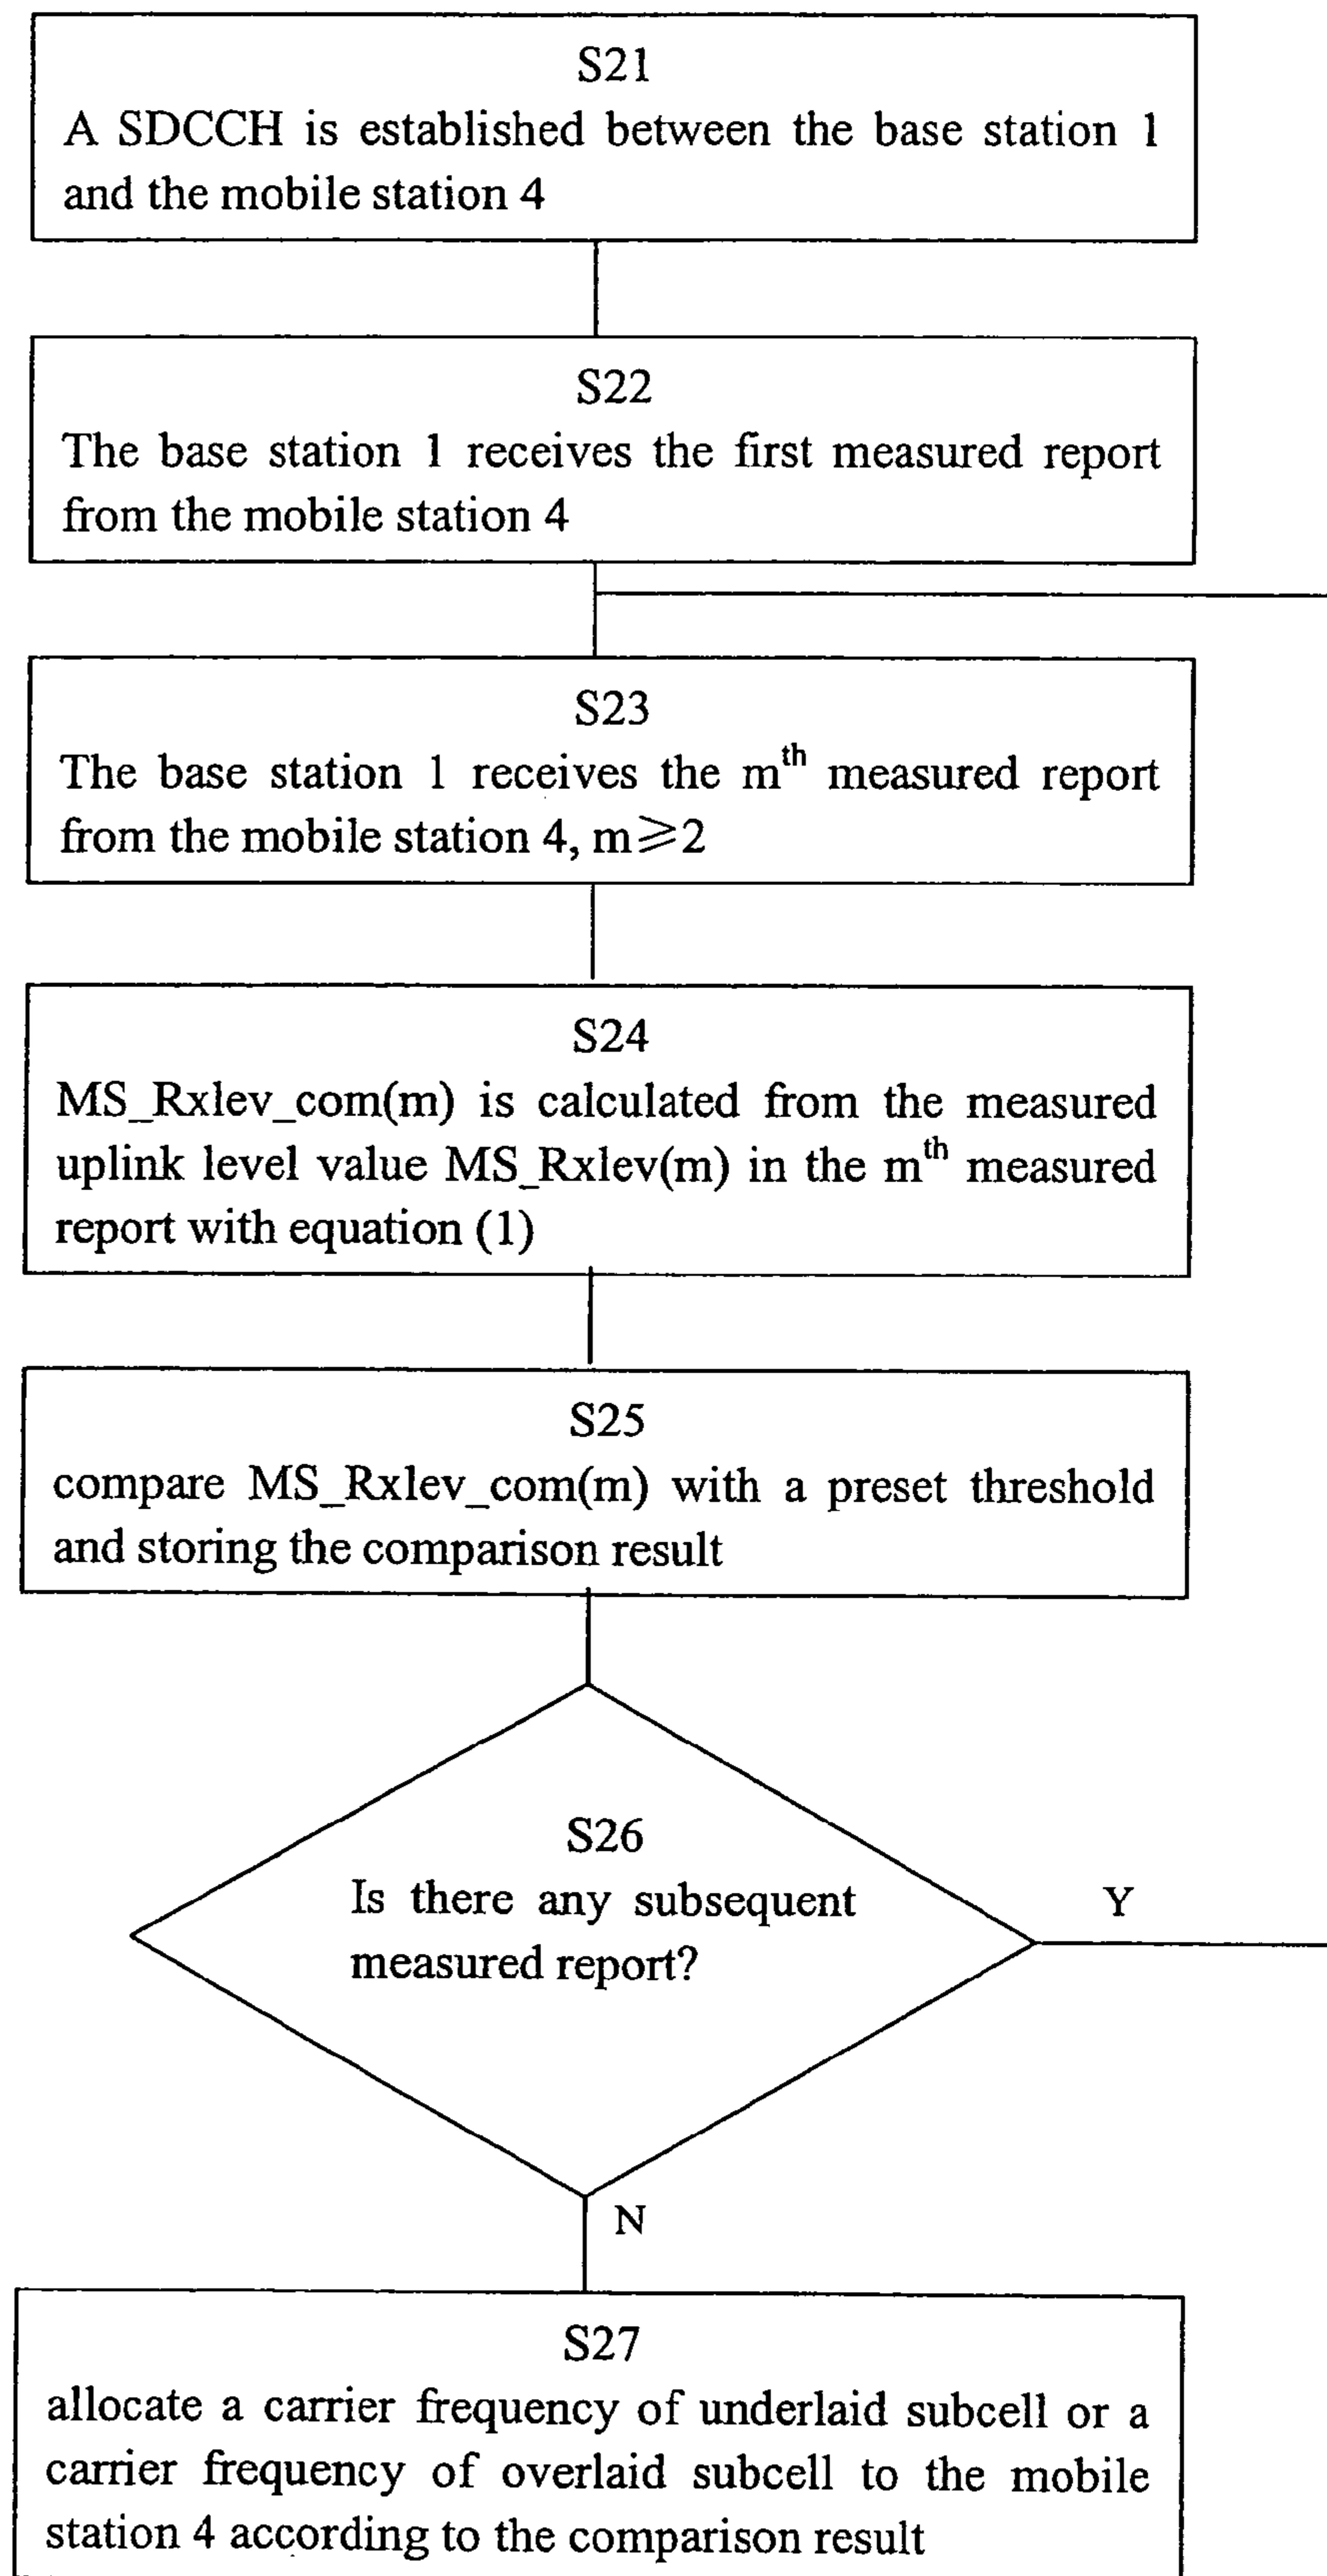 S21
A SDCCH is established between the base station 1
and the mobile station 4
S22
The base station 1 receives the first measured report
from the mobile station 4
S23
The base station 1 receives the mth measured report
from the mobile station 4, m⩾2
S24
MS_Rxlev_com(m) is calculated from the measured
uplink level value MS_Rxlev(m) in the mth measured
report with equation (1)
S25
compare MS_Rxlev_com(m) with a preset threshold
and storing the comparison result
S26
Is there any subsequent
measured report?
Y
N
S27
allocate a carrier frequency of underlaid subcell or a
carrier frequency of overlaid subcell to the mobile
station 4 according to the comparison result